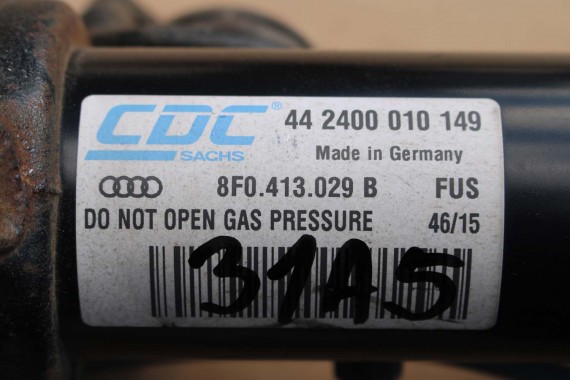 CDC® 44 2400 010 149
SACHS Made in Germany
8F0.413.029 B FUS
DO NOT OPEN GAS PRESSURE 46/15
31A5